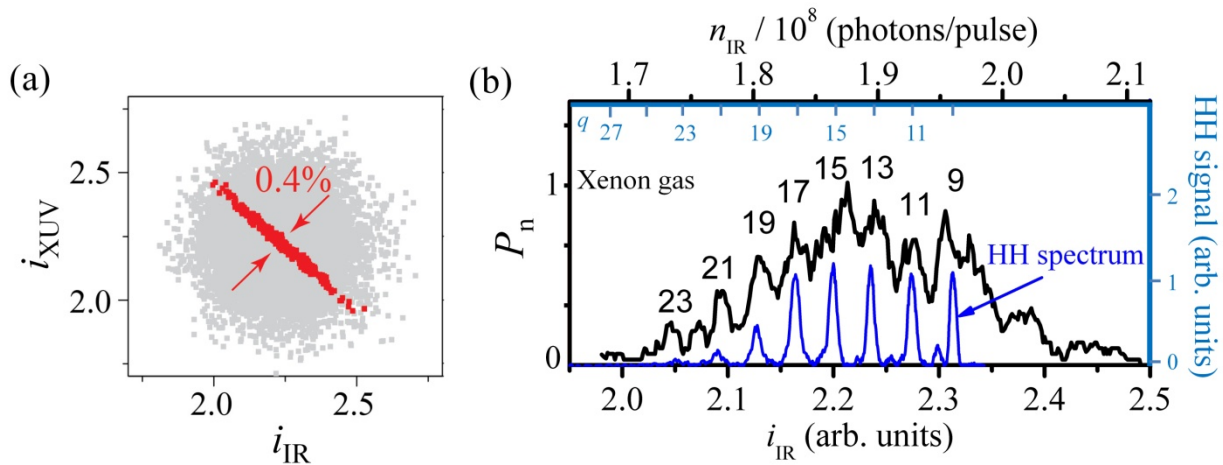 (a)
i_XUV
2.5
2.0
0.4%
2.0
2.5
i_IR
(b)
n_IR / 10^8 (photons/pulse)
1.7 1.8 1.9 2.0 2.1
q 27 23 19 15 11
Xenon gas
P_n
1
0
23 21 19 17 15 13 11 9
HH spectrum
HH signal (arb. units)
2
1
0
2.0 2.1 2.2 2.3 2.4 2.5
i_IR (arb. units)